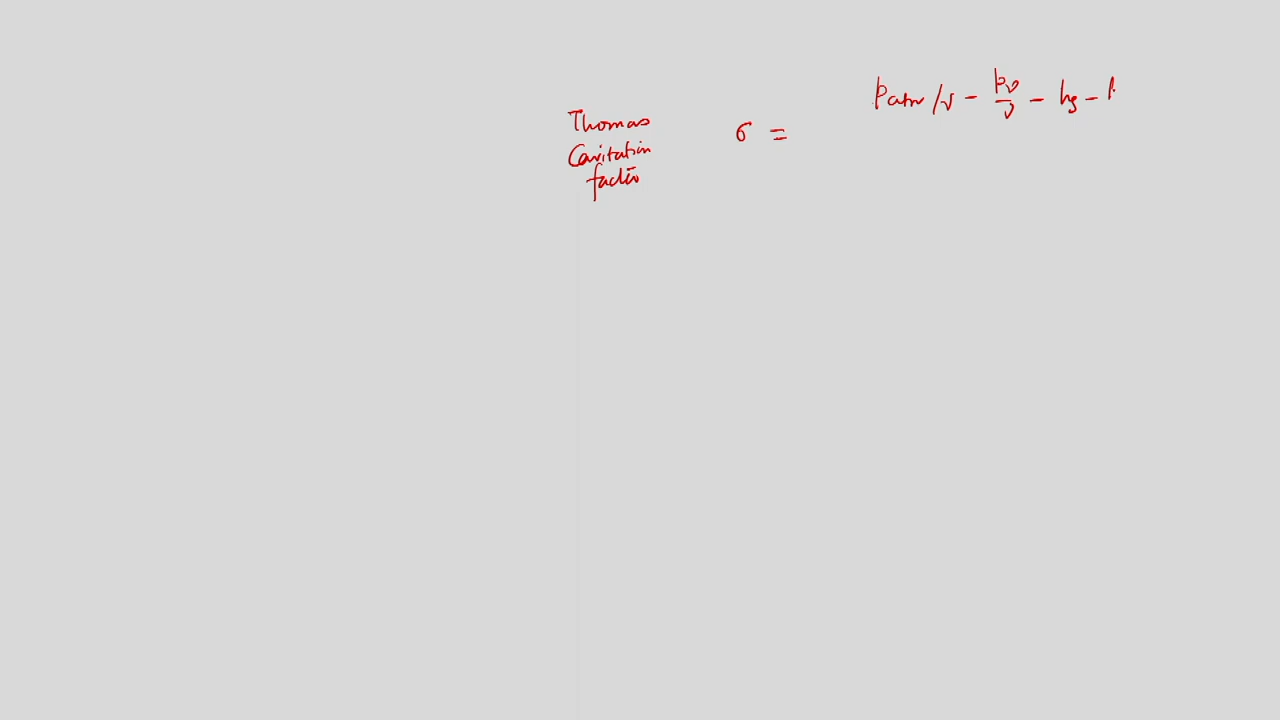 Thomas
Cavitation
factor
σ =
Patm/γ - Pv/γ - hs -